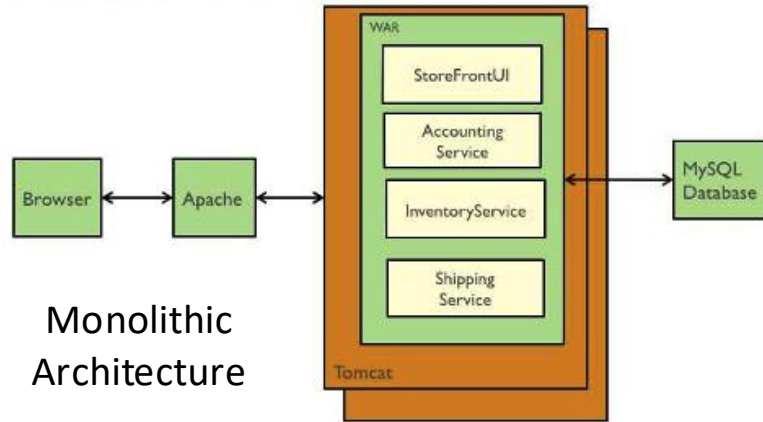 WAR
StoreFrontUI
Accounting
Service
InventoryService
Shipping
Service
Browser
Apache
MySQL
Database
Tomcat
Monolithic
Architecture